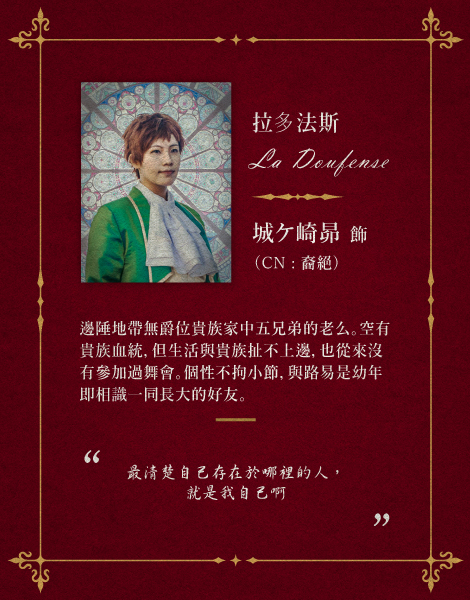 拉多法斯
La Doufense
城ケ崎昴 飾
（CN：裔絕）
邊陲地帶無爵位貴族家中五兄弟的老么。空有
貴族血統，但生活與貴族扯不上邊，也從來沒
有參加過舞會。個性不拘小節，與路易是幼年
即相識一同長大的好友。
“
最清楚自己存在於哪裡的人，
就是我自己啊
”